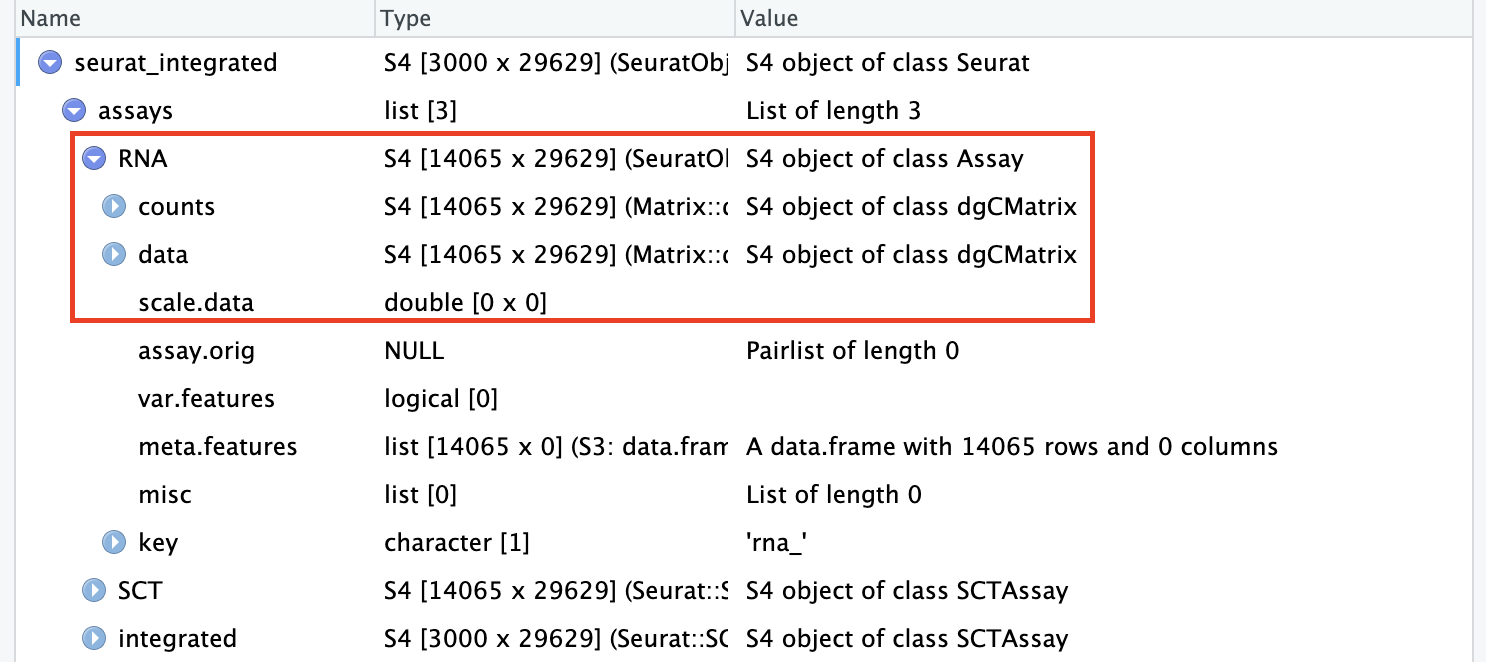 Name Type Value
seurat_integrated S4 [3000 x 29629] (SeuratObj S4 object of class Seurat
assays list [3] List of length 3
RNA S4 [14065 x 29629] (SeuratOl S4 object of class Assay
counts S4 [14065 x 29629] (Matrix::c S4 object of class dgCMatrix
data S4 [14065 x 29629] (Matrix::c S4 object of class dgCMatrix
scale.data double [0 x 0]
assay.orig NULL Pairlist of length 0
var.features logical [0]
meta.features list [14065 x 0] (S3: data.fram A data.frame with 14065 rows and 0 columns
misc list [0] List of length 0
key character [1] 'rna_'
SCT S4 [14065 x 29629] (Seurat::S S4 object of class SCTAssay
integrated S4 [3000 x 29629] (Seurat::SC S4 object of class SCTAssay